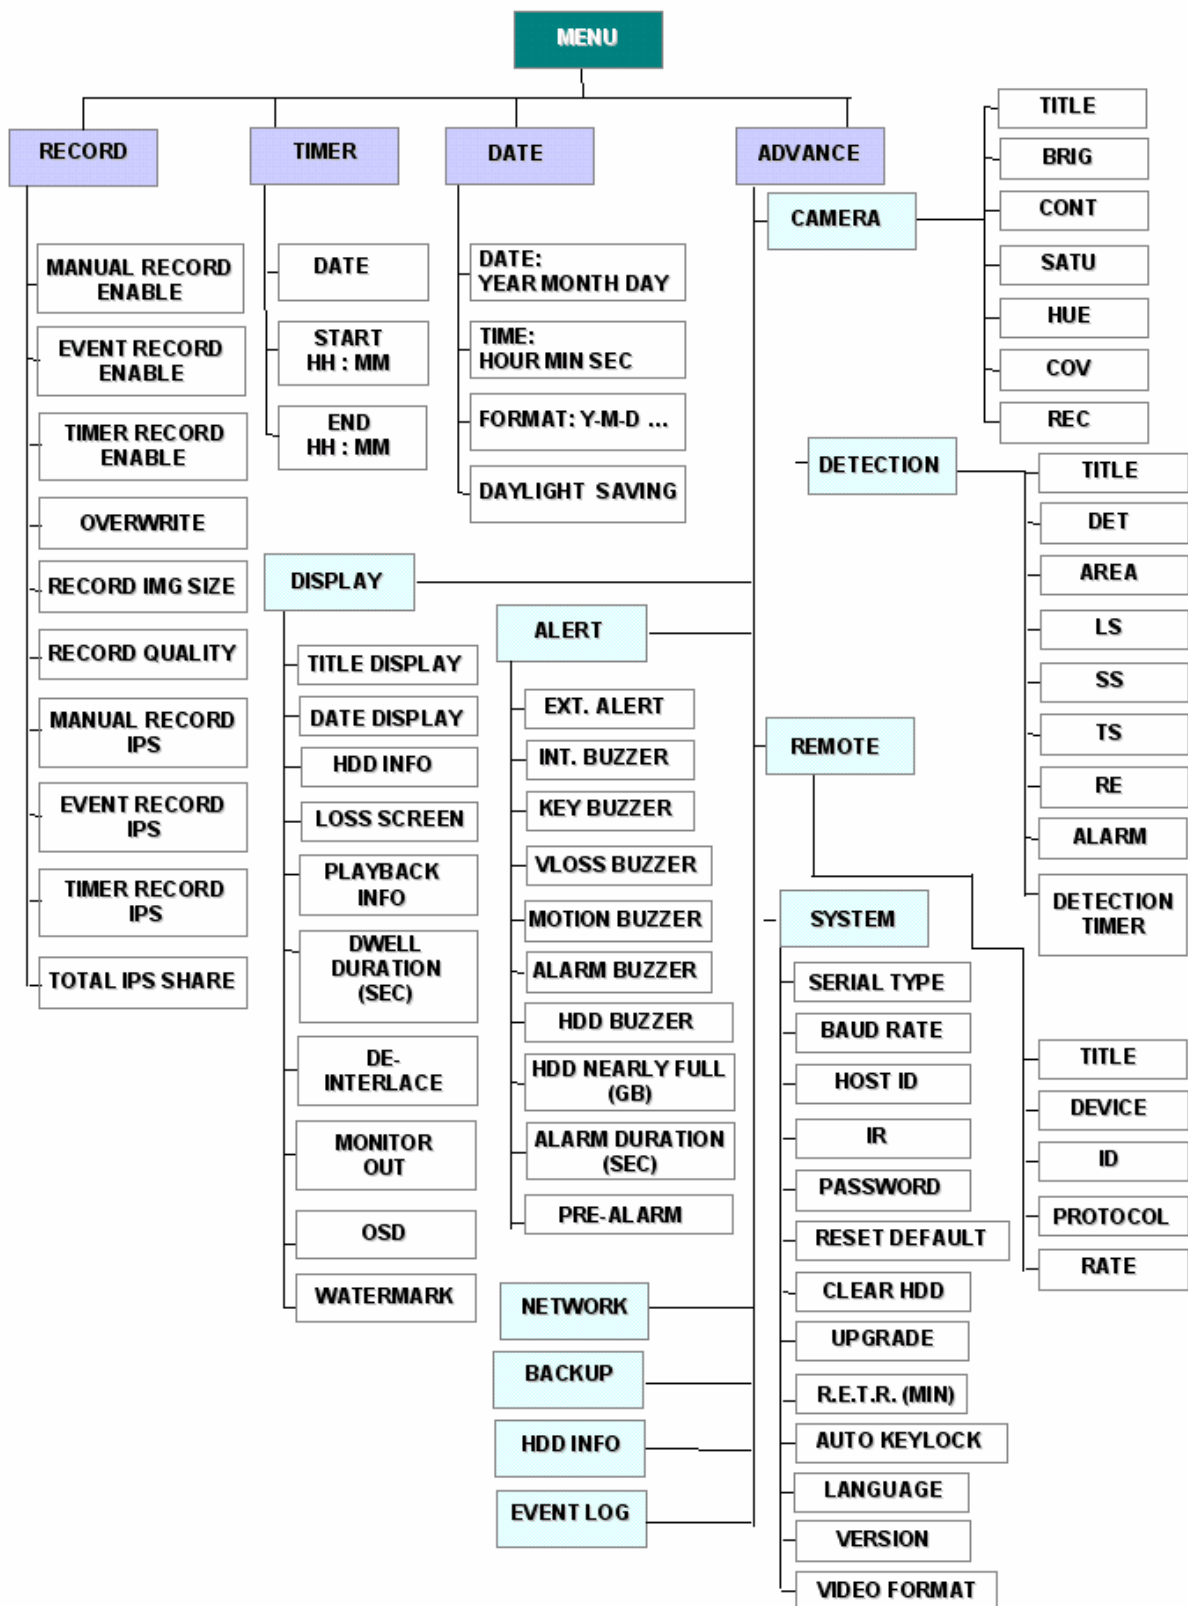 MENU
RECORD
TIMER
DATE
ADVANCE
MANUAL RECORD
ENABLE
EVENT RECORD
ENABLE
TIMER RECORD
ENABLE
OVERWRITE
RECORD IMG SIZE
RECORD QUALITY
MANUAL RECORD
IPS
EVENT RECORD
IPS
TIMER RECORD
IPS
TOTAL IPS SHARE
DATE
START
HH : MM
END
HH : MM
DATE:
YEAR MONTH DAY
TIME:
HOUR MIN SEC
FORMAT: Y-M-D ...
DAYLIGHT SAVING
CAMERA
TITLE
BRIG
CONT
SATU
HUE
COV
REC
DETECTION
TITLE
DET
AREA
LS
SS
TS
RE
ALARM
DETECTION
TIMER
DISPLAY
TITLE DISPLAY
DATE DISPLAY
HDD INFO
LOSS SCREEN
PLAYBACK
INFO
DWELL
DURATION
(SEC)
DE-
INTERLACE
MONITOR
OUT
OSD
WATERMARK
ALERT
EXT. ALERT
INT. BUZZER
KEY BUZZER
VLOSS BUZZER
MOTION BUZZER
ALARM BUZZER
HDD BUZZER
HDD NEARLY FULL
(GB)
ALARM DURATION
(SEC)
PRE-ALARM
REMOTE
TITLE
DEVICE
ID
PROTOCOL
RATE
SYSTEM
SERIAL TYPE
BAUD RATE
HOST ID
IR
PASSWORD
RESET DEFAULT
CLEAR HDD
UPGRADE
R.E.T.R. (MIN)
AUTO KEYLOCK
LANGUAGE
VERSION
VIDEO FORMAT
NETWORK
BACKUP
HDD INFO
EVENT LOG